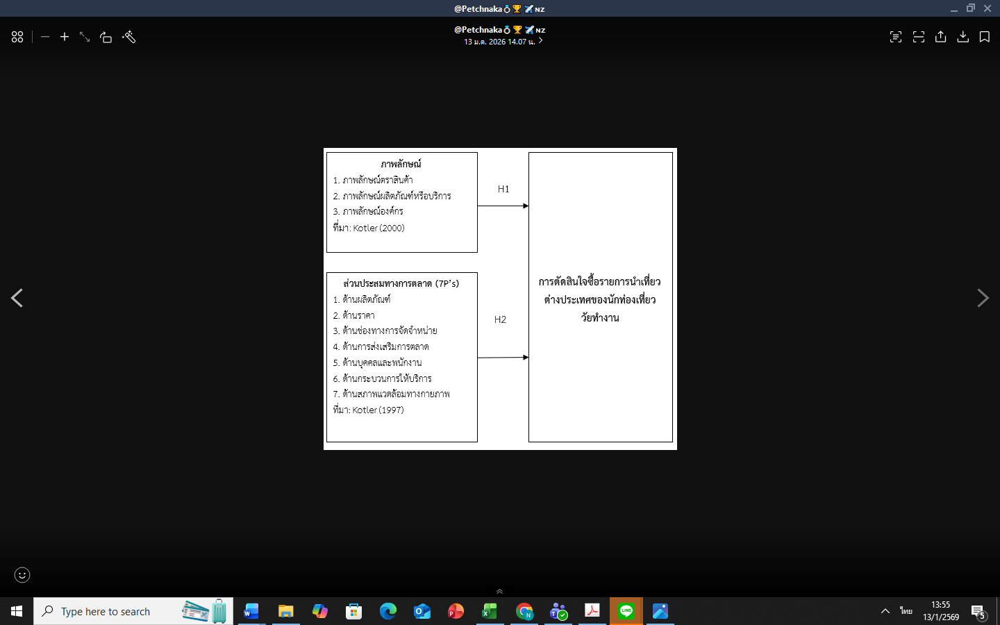 @Petchnaka💍🏆✈️NZ
@Petchnaka💍🏆✈️NZ
13 ม.ค. 2026 14.07 น.
ภาพลักษณ์
1. ภาพลักษณ์ตราสินค้า
2. ภาพลักษณ์ผลิตภัณฑ์หรือบริการ
3. ภาพลักษณ์องค์กร
ที่มา: Kotler (2000)
H1
ส่วนประสมทางการตลาด (7P's)
1. ด้านผลิตภัณฑ์
2. ด้านราคา
3. ด้านช่องทางการจัดจำหน่าย
4. ด้านการส่งเสริมการตลาด
5. ด้านบุคคลและพนักงาน
6. ด้านกระบวนการให้บริการ
7. ด้านสภาพแวดล้อมทางกายภาพ
ที่มา: Kotler (1997)
H2
การตัดสินใจซื้อรายการนำเที่ยว
ต่างประเทศของนักท่องเที่ยว
วัยทำงาน
Type here to search
ไทย
13:55
13/1/2569
5